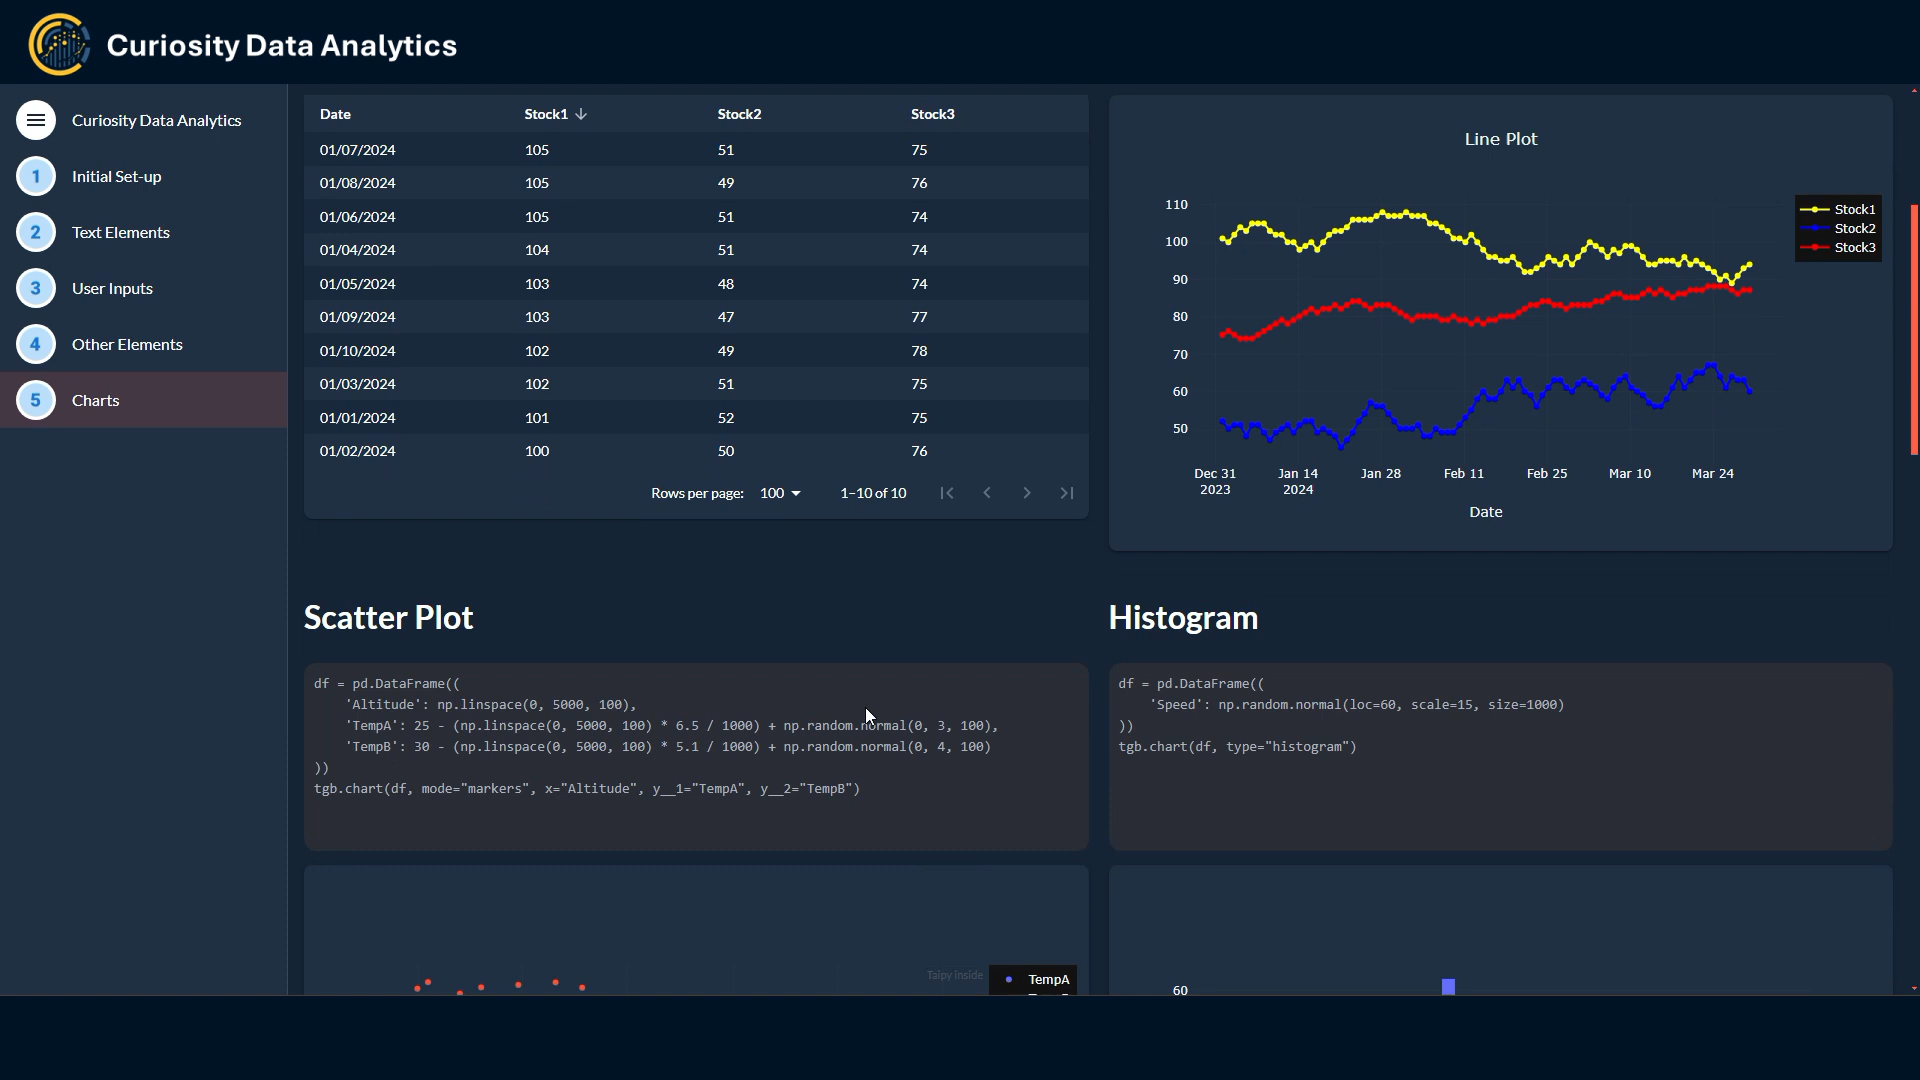 Curiosity Data Analytics
Curiosity Data Analytics
1 Initial Set-up
2 Text Elements
3 User Inputs
4 Other Elements
5 Charts
Date Stock1 Stock2 Stock3
01/07/2024 105 51 75
01/08/2024 105 49 76
01/06/2024 105 51 74
01/04/2024 104 51 74
01/05/2024 103 48 74
01/09/2024 103 47 77
01/10/2024 102 49 78
01/03/2024 102 51 75
01/01/2024 101 52 75
01/02/2024 100 50 76
Rows per page: 100 1–10 of 10
Line Plot
110
100
90
80
70
60
50
Dec 31 Jan 14 Jan 28 Feb 11 Feb 25 Mar 10 Mar 24
2023 2024
Date
Stock1
Stock2
Stock3
Scatter Plot
df = pd.DataFrame((
'Altitude': np.linspace(0, 5000, 100),
'TempA': 25 - (np.linspace(0, 5000, 100) * 6.5 / 1000) + np.random.normal(0, 3, 100),
'TempB': 30 - (np.linspace(0, 5000, 100) * 5.1 / 1000) + np.random.normal(0, 4, 100)
))
tgb.chart(df, mode="markers", x="Altitude", y__1="TempA", y__2="TempB")
Taipy inside
TempA
Histogram
df = pd.DataFrame((
'Speed': np.random.normal(loc=60, scale=15, size=1000)
))
tgb.chart(df, type="histogram")
60